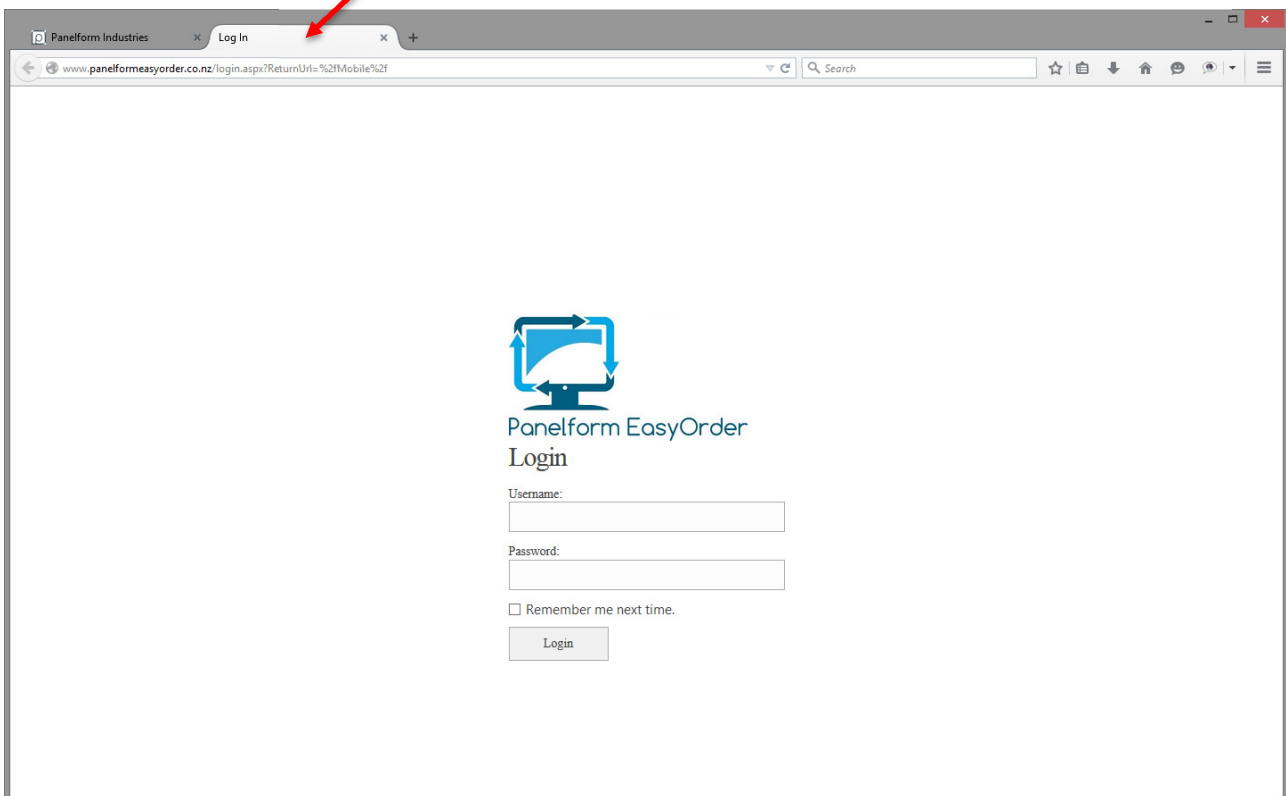 Panelform Industries
Log In
www.panelformeasyorder.co.nz/login.aspx?ReturnUrl=%2fMobile%2f
Search
Panelform EasyOrder
Login
Username:
Password:
Remember me next time.
Login